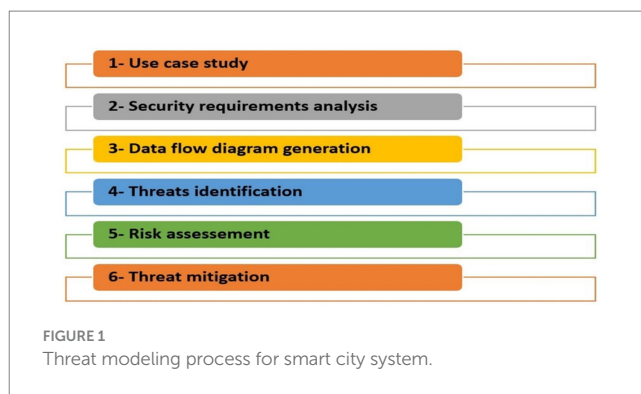 1- Use case study
2- Security requirements analysis
3- Data flow diagram generation
4- Threats identification
5- Risk assessement
6- Threat mitigation
FIGURE 1
Threat modeling process for smart city system.